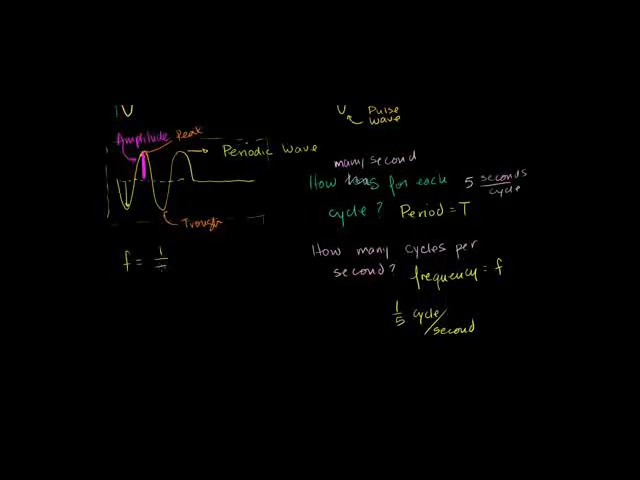 V
Amplitude Peak
Periodic Wave
Trough
f = 1
V Pulse
Wave
many second
How for each 5 seconds
cycle
cycle? Period = T
How many cycles per
second? frequency = f
1/5 cycle/second